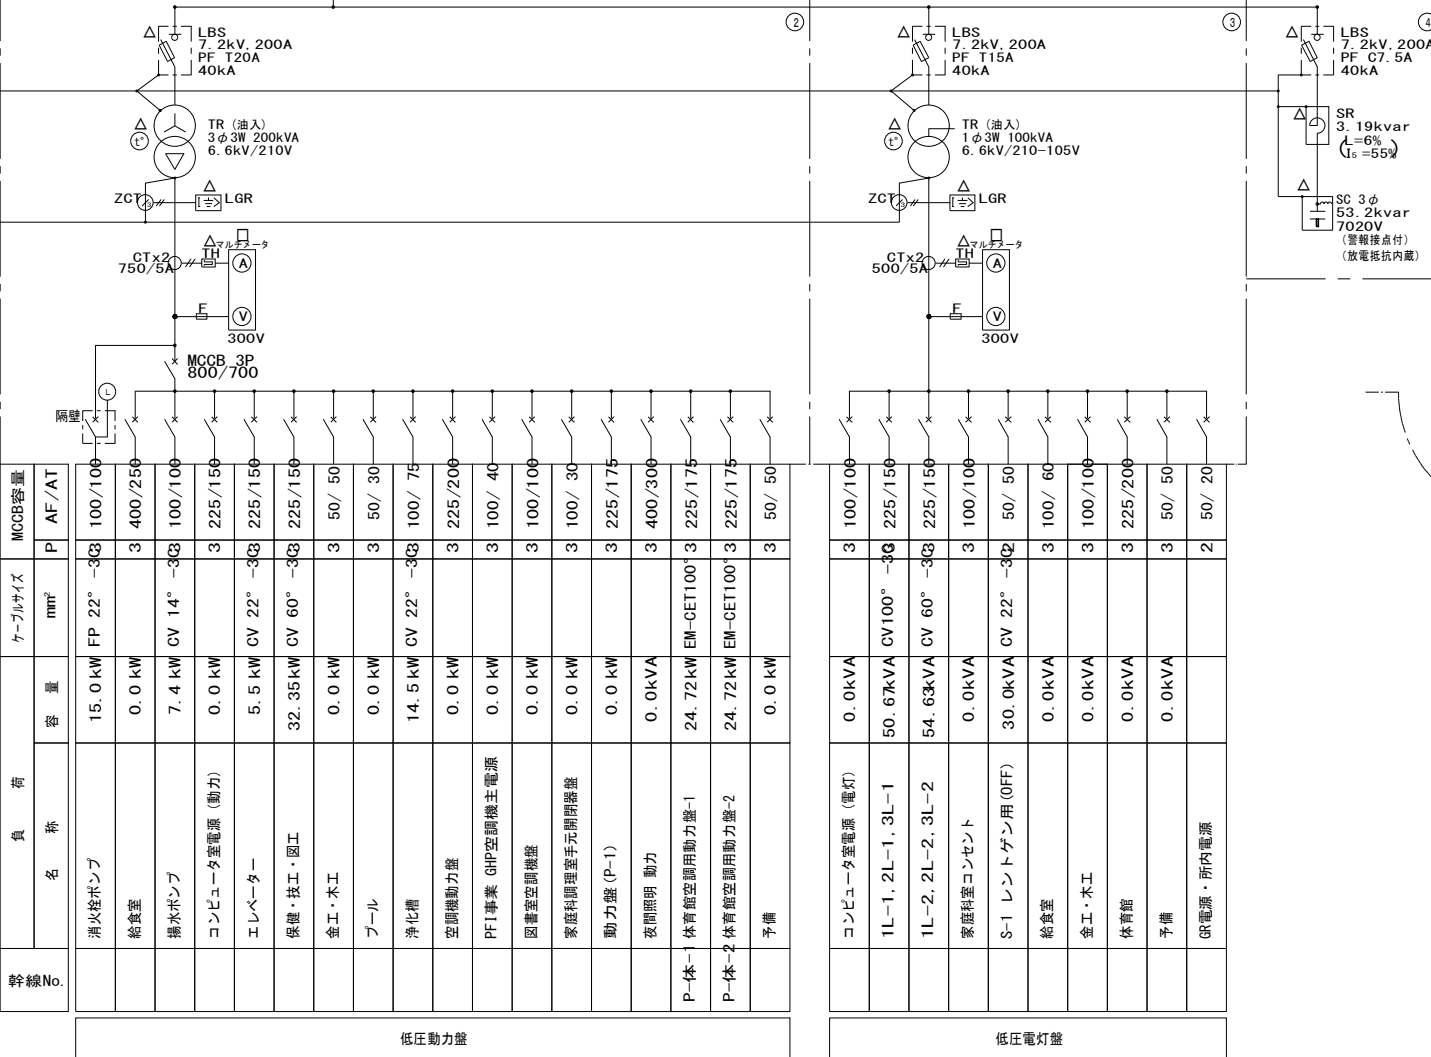 ②
③
④
△
LBS
7.2kV,200A
PF T20A
40kA
△
LBS
7.2kV,200A
PF T15A
40kA
△
LBS
7.2kV,200A
PF C7.5A
40kA
△
t°
TR (油入)
3φ3W 200kVA
6.6kV/210V
△
t°
TR (油入)
1φ3W 100kVA
6.6kV/210-105V
△
SR
3.19kvar
(L=6%
I5 =55%)
ZCT
3
△
LGR
ZCT
3
△
LGR
△
SC 3φ
53.2kvar
7020V
(警報接点付)
(放電抵抗内蔵)
CTx2
750/5A
△
TH
マルチメータ
A
F
V
300V
CTx2
500/5A
△
TH
マルチメータ
A
F
V
300V
MCCB 3P
800/700
L
隔壁
MCCB容量
AF/AT
P
ケーブルサイズ
mm²
負荷
容量
名称
幹線No.
100/100 3 FP 22° -3C 15.0kW 消火栓ポンプ
400/250 3 0.0kW 給食室
100/100 3 CV 14° -3C 7.4kW 揚水ポンプ
225/150 3 0.0kW コンピュータ室電源 (動力)
225/150 3 CV 22° -3C 5.5kW エレベーター
225/150 3 CV 60° -3C 32.35kW 保健・技工・図工
50/ 50 3 0.0kW 金工・木工
50/ 30 3 0.0kW プール
100/ 75 3 CV 22° -3C 14.5kW 浄化槽
225/200 3 0.0kW 空調機動力盤
100/ 40 3 0.0kW PFI事業 GHP空調機主電源
100/100 3 0.0kW 図書室空調機盤
100/ 30 3 0.0kW 家庭科調理室手元開閉器盤
225/175 3 0.0kW 動力盤(P-1)
400/300 3 0.0kVA 夜間照明 動力
225/175 3 EM-CET100° 24.72kW 体育館空調用動力盤-1 P-体-1
225/175 3 EM-CET100° 24.72kW 体育館空調用動力盤-2 P-体-2
50/ 50 3 0.0kW 予備
100/100 3 0.0kVA コンピュータ室電源 (電灯)
225/150 3 CV100° -3C 50.67kVA 1L-1,2L-1,3L-1
225/150 3 CV 60° -3C 54.63kVA 1L-2,2L-2,3L-2
100/100 3 0.0kVA 家庭科室コンセント
50/ 50 2 CV 22° -3C 30.0kVA S-1 レントゲン用(OFF)
100/ 60 3 0.0kVA 給食室
100/100 3 0.0kVA 金工・木工
225/200 3 0.0kVA 体育館
50/ 50 3 0.0kVA 予備
50/ 20 2 GR電源・所内電源
低圧動力盤
低圧電灯盤